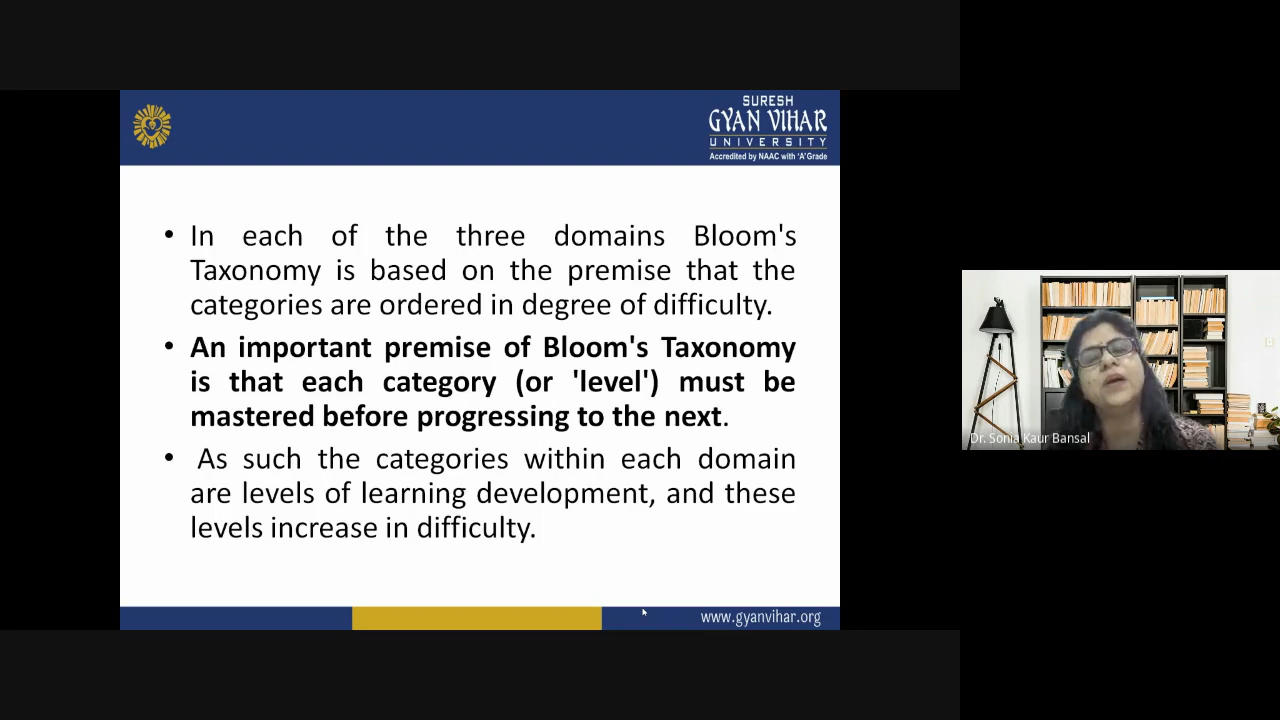 SURESH
GYAN VIHAR
UNIVERSITY
Accredited by NAAC with 'A' Grade
• In each of the three domains Bloom's
Taxonomy is based on the premise that the
categories are ordered in degree of difficulty.
• An important premise of Bloom's Taxonomy
is that each category (or 'level') must be
mastered before progressing to the next.
• As such the categories within each domain
are levels of learning development, and these
levels increase in difficulty.
www.gyanvihar.org
Dr. Sonia Kaur Bansal